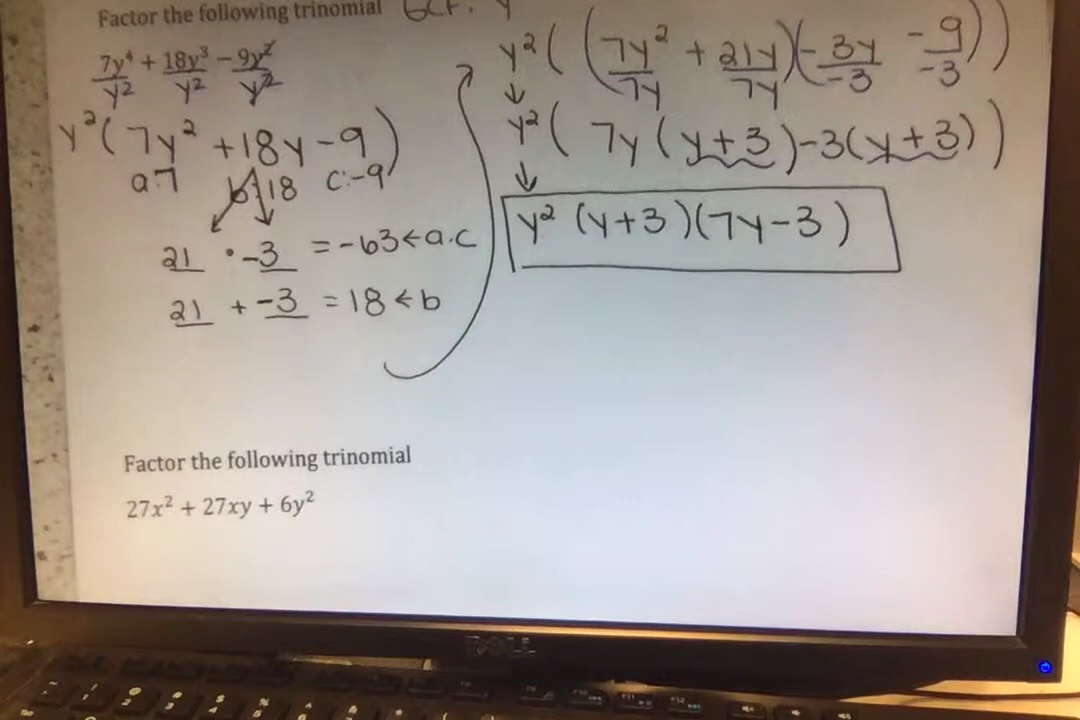 Factor the following trinomial GCF: y
7y⁴ + 18y³ - 9y²
y² y² y²
y²(7y² +18y-9)
a:7 b:18 c:-9
21 · -3 = -63 ← a.c
21 + -3 = 18 ← b
y²((7y² + 21y)(-3y -9))
7y 7y -3 -3
y²( 7y(y+3)-3(y+3))
y² (y+3)(7y-3)
Factor the following trinomial
27x² + 27xy + 6y²
DELL